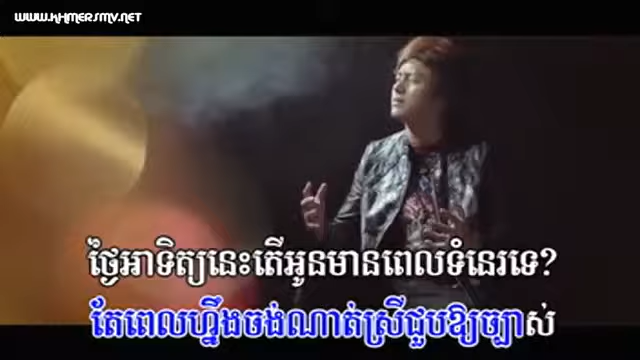 www.KHMERSMV.NET
ថ្ងៃអាទិត្យនេះតើអូនមានពេលទំនេរទេ?
តែពេលហ្នឹងចង់ណាត់ស្រីជួបឱ្យច្បាស់